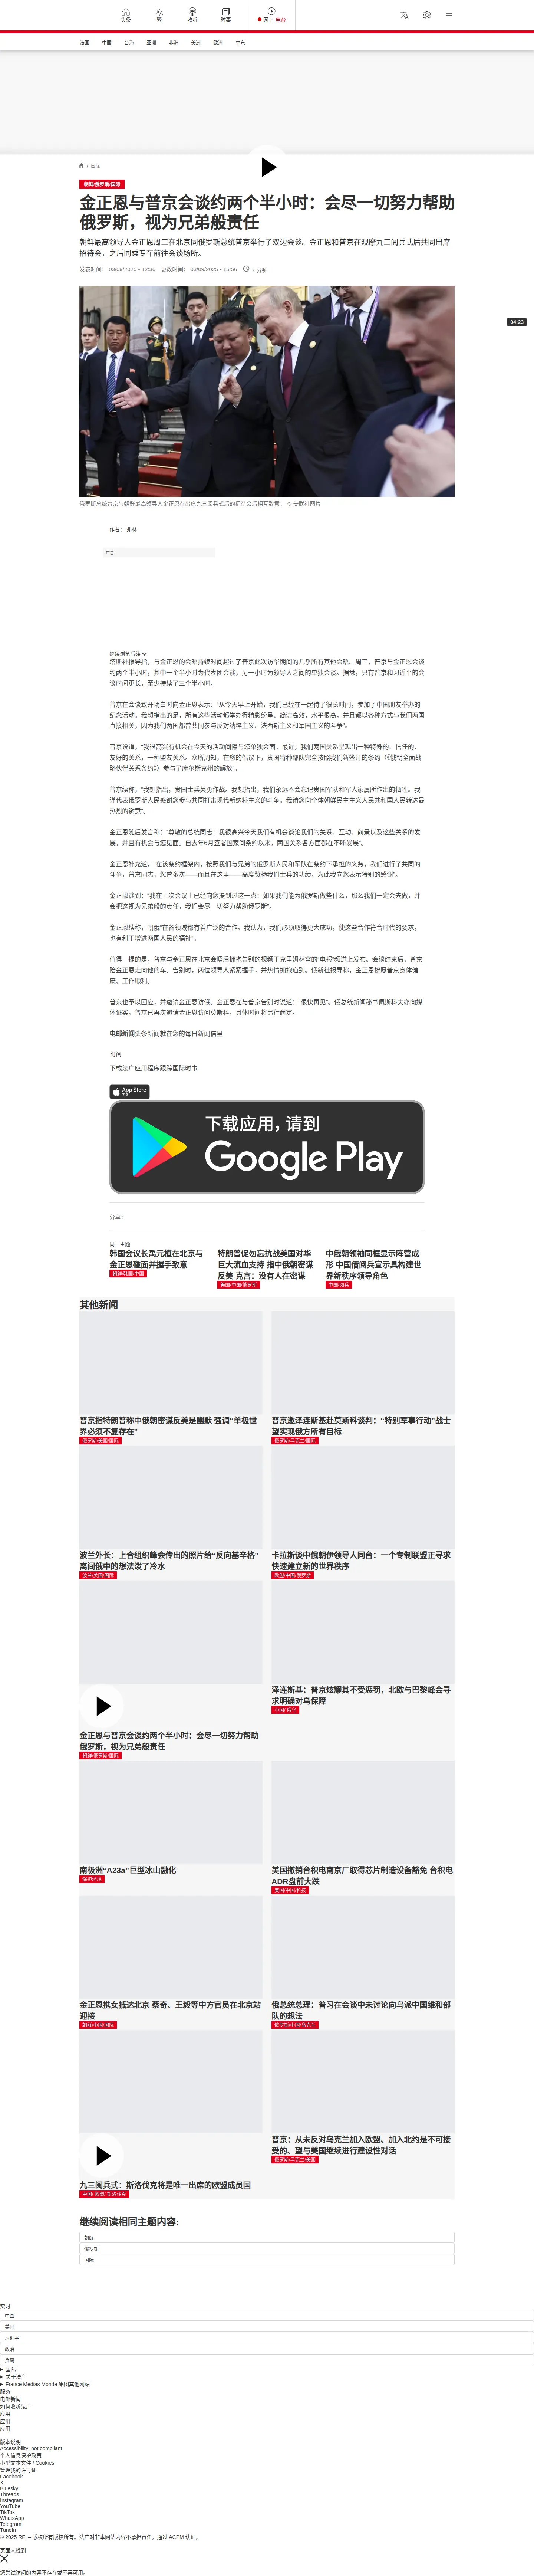 头条
繁
收听
时事
网上 电台
法国
中国
台海
亚洲
非洲
美洲
欧洲
中东
/ 国际
朝鲜/俄罗斯/国际
金正恩与普京会谈约两个半小时：会尽一切努力帮助
俄罗斯，视为兄弟般责任
朝鲜最高领导人金正恩周三在北京同俄罗斯总统普京举行了双边会谈。金正恩和普京在观摩九三阅兵式后共同出席
招待会，之后同乘专车前往会谈场所。
发表时间： 03/09/2025 - 12:36 更改时间： 03/09/2025 - 15:56 7 分钟
04:23
俄罗斯总统普京与朝鲜最高领导人金正恩在出席九三阅兵式后的招待会后相互致意。 © 美联社图片
作者： 弗林
广告
继续浏览后续
塔斯社报导指，与金正恩的会晤持续时间超过了普京此次访华期间的几乎所有其他会晤。周三，普京与金正恩会谈
约两个半小时，其中一个半小时为代表团会谈，另一小时为领导人之间的单独会谈。据悉，只有普京和习近平的会
谈时间更长，至少持续了三个半小时。
普京在会谈致开场白时向金正恩表示：“从今天早上开始，我们已经在一起待了很长时间，参加了中国朋友举办的
纪念活动。我想指出的是，所有这些活动都举办得精彩纷呈、简洁高效，水平很高，并且都以各种方式与我们两国
直接相关，因为我们两国都曾共同参与反对纳粹主义、法西斯主义和军国主义的斗争”。
普京说道，“我很高兴有机会在今天的活动间隙与您单独会面。最近，我们两国关系呈现出一种特殊的、信任的、
友好的关系，一种盟友关系。众所周知，在您的倡议下，贵国特种部队完全按照我们新签订的条约（《俄朝全面战
略伙伴关系条约》）参与了库尔斯克州的解放”。
普京续称，“我想指出，贵国士兵英勇作战。我想指出，我们永远不会忘记贵国军队和军人家属所作出的牺牲。我
谨代表俄罗斯人民感谢您参与共同打击现代新纳粹主义的斗争。我请您向全体朝鲜民主主义人民共和国人民转达最
热烈的谢意”。
金正恩随后发言称：“尊敬的总统同志！我很高兴今天我们有机会谈论我们的关系、互动、前景以及这些关系的发
展，并且有机会与您见面。自去年6月签署国家间条约以来，两国关系各方面都在不断发展”。
金正恩补充道，“在该条约框架内，按照我们与兄弟的俄罗斯人民和军队在条约下承担的义务，我们进行了共同的
斗争，普京同志，您曾多次——而且在这里——高度赞扬我们士兵的功绩，为此我向您表示特别的感谢”。
金正恩谈到：“我在上次会议上已经向您提到过这一点：如果我们能为俄罗斯做些什么，那么我们一定会去做，并
会把这视为兄弟般的责任，我们会尽一切努力帮助俄罗斯”。
金正恩续称，朝俄“在各领域都有着广泛的合作。我认为，我们必须取得更大成功，使这些合作符合时代的要求，
也有利于增进两国人民的福祉”。
值得一提的是，普京与金正恩在北京会晤后拥抱告别的视频于克里姆林宫的“电报”频道上发布。会谈结束后，普京
陪金正恩走向他的车。告别时，两位领导人紧紧握手，并热情拥抱道别。俄新社报导称，金正恩祝愿普京身体健
康、工作顺利。
普京也予以回应，并邀请金正恩访俄。金正恩在与普京告别时说道：“很快再见”。俄总统新闻秘书佩斯科夫亦向媒
体证实，普京已再次邀请金正恩访问莫斯科，具体时间将另行商定。
电邮新闻头条新闻就在您的每日新闻信里
订阅
下载法广应用程序跟踪国际时事
App Store
下载
下载应用，请到
Google Play
分享 :
同一主题
韩国会议长禹元植在北京与
金正恩碰面并握手致意
朝鲜/韩国/中国
特朗普促勿忘抗战美国对华
巨大流血支持 指中俄朝密谋
反美 克宫：没有人在密谋
美国/中国/俄罗斯
中俄朝领袖同框显示阵营成
形 中国借阅兵宣示具构建世
界新秩序领导角色
中国/阅兵
其他新闻
普京指特朗普称中俄朝密谋反美是幽默 强调“单极世
界必须不复存在”
俄罗斯/美国/国际
普京邀泽连斯基赴莫斯科谈判：“特别军事行动”战士
望实现俄方所有目标
俄罗斯/乌克兰/国际
波兰外长：上合组织峰会传出的照片给“反向基辛格”
离间俄中的想法泼了冷水
波兰/美国/国际
卡拉斯谈中俄朝伊领导人同台：一个专制联盟正寻求
快速建立新的世界秩序
欧盟/中国/俄罗斯
金正恩与普京会谈约两个半小时：会尽一切努力帮助
俄罗斯，视为兄弟般责任
朝鲜/俄罗斯/国际
泽连斯基：普京炫耀其不受惩罚，北欧与巴黎峰会寻
求明确对乌保障
中国/ 俄乌
南极洲“A23a”巨型冰山融化
保护环境
美国撤销台积电南京厂取得芯片制造设备豁免 台积电
ADR盘前大跌
美国/中国/科技
金正恩携女抵达北京 蔡奇、王毅等中方官员在北京站
迎接
朝鲜/中国/国际
俄总统总理：普习在会谈中未讨论向乌派中国维和部
队的想法
俄罗斯/中国/乌克兰
九三阅兵式：斯洛伐克将是唯一出席的欧盟成员国
中国/ 欧盟/ 斯洛伐克
普京：从未反对乌克兰加入欧盟、加入北约是不可接
受的、望与美国继续进行建设性对话
俄罗斯/乌克兰/美国
继续阅读相同主题内容:
朝鲜
俄罗斯
国际
实时
中国
美国
习近平
政治
贪腐
国际
关于法广
France Médias Monde 集团其他网站
服务
电邮新闻
如何收听法广
应用
应用
应用
版本说明
Accessibility: not compliant
个人信息保护政策
小型文本文件 / Cookies
管理我的许可证
Facebook
X
Bluesky
Threads
Instagram
YouTube
TikTok
WhatsApp
Telegram
TuneIn
© 2025 RFI – 版权所有版权所有。法广对非本网站内容不承担责任。通过 ACPM 认证。
页面未找到
您尝试访问的内容不存在或不再可用。